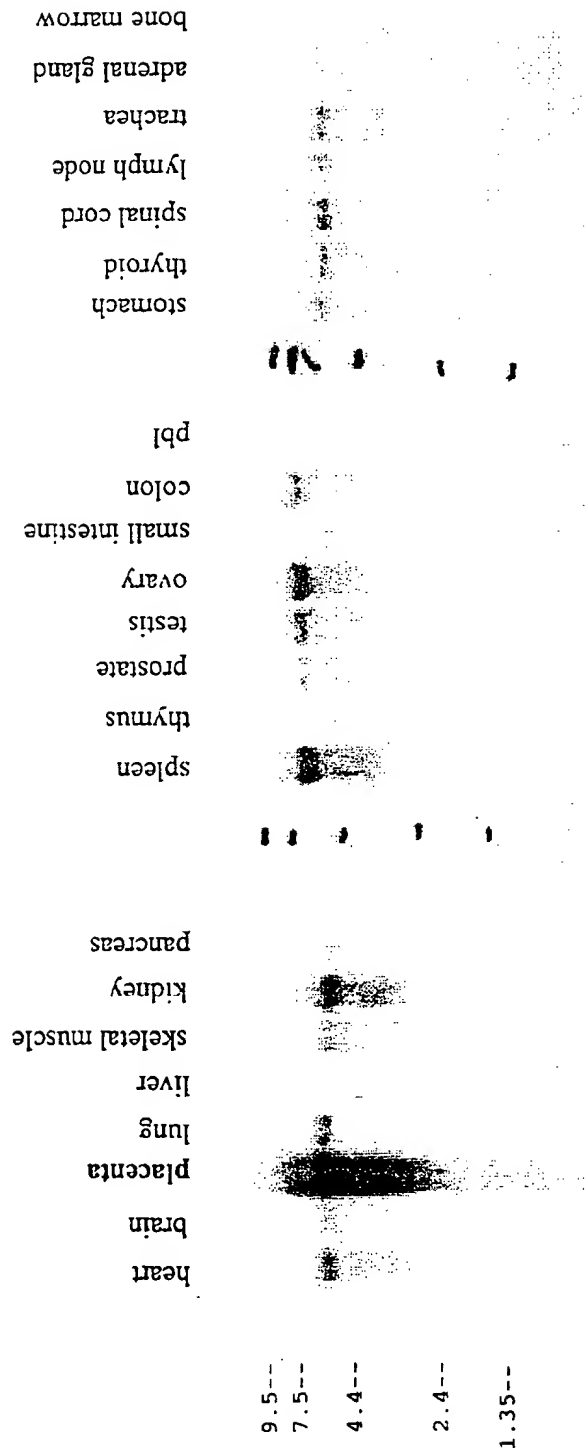 bone marrow
adrenal gland
trachea
lymph node
spinal cord
thyroid
stomach
pbl
colon
small intestine
ovary
testis
prostate
thymus
spleen
pancreas
kidney
skeletal muscle
liver
lung
placenta
brain
heart
9.5--
7.5--
4.4--
2.4--
1.35--